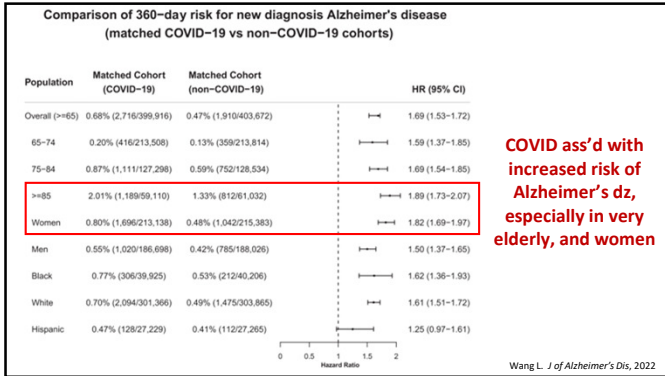 Comparison of 360−day risk for new diagnosis Alzheimer's disease
(matched COVID−19 vs non−COVID−19 cohorts)
Population Matched Cohort (COVID−19) Matched Cohort (non−COVID−19) HR (95% CI)
Overall (>=65) 0.68% (2,716/399,916) 0.47% (1,910/403,672) 1.69 (1.53−1.72)
65−74 0.20% (416/213,508) 0.13% (359/213,814) 1.59 (1.37−1.85)
75−84 0.87% (1,111/127,298) 0.59% (752/128,534) 1.69 (1.54−1.85)
>=85 2.01% (1,189/59,110) 1.33% (812/61,032) 1.89 (1.73−2.07)
Women 0.80% (1,696/213,138) 0.48% (1,042/215,383) 1.82 (1.69−1.97)
Men 0.55% (1,020/186,698) 0.42% (785/188,026) 1.50 (1.37−1.65)
Black 0.77% (306/39,925) 0.53% (212/40,206) 1.62 (1.36−1.93)
White 0.70% (2,094/301,366) 0.49% (1,475/303,865) 1.61 (1.51−1.72)
Hispanic 0.47% (128/27,229) 0.41% (112/27,265) 1.25 (0.97−1.61)
0 0.5 1 1.5 2
Hazard Ratio
COVID ass'd with
increased risk of
Alzheimer's dz,
especially in very
elderly, and women
Wang L. J of Alzheimer's Dis, 2022